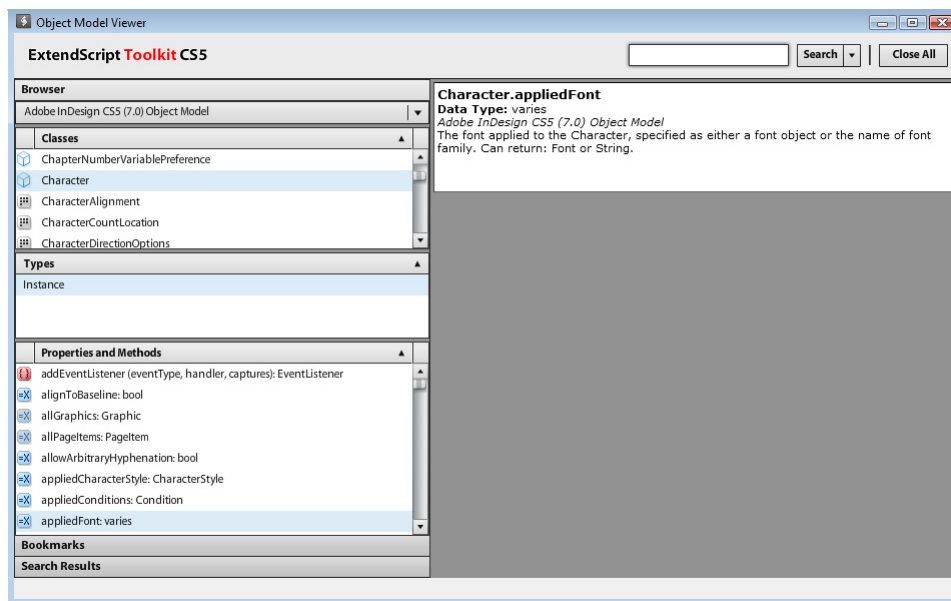 Object Model Viewer
ExtendScript Toolkit CS5
Search
Close All
Browser
Adobe InDesign CS5 (7.0) Object Model
Classes
ChapterNumberVariablePreference
Character
CharacterAlignment
CharacterCountLocation
CharacterDirectionOptions
Types
Instance
Properties and Methods
addEventListener (eventType, handler, captures): EventListener
alignToBaseline: bool
allGraphics: Graphic
allPageItems: PageItem
allowArbitraryHyphenation: bool
appliedCharacterStyle: CharacterStyle
appliedConditions: Condition
appliedFont: varies
Bookmarks
Search Results
Character.appliedFont
Data Type: varies
Adobe InDesign CS5 (7.0) Object Model
The font applied to the Character, specified as either a font object or the name of font
family. Can return: Font or String.